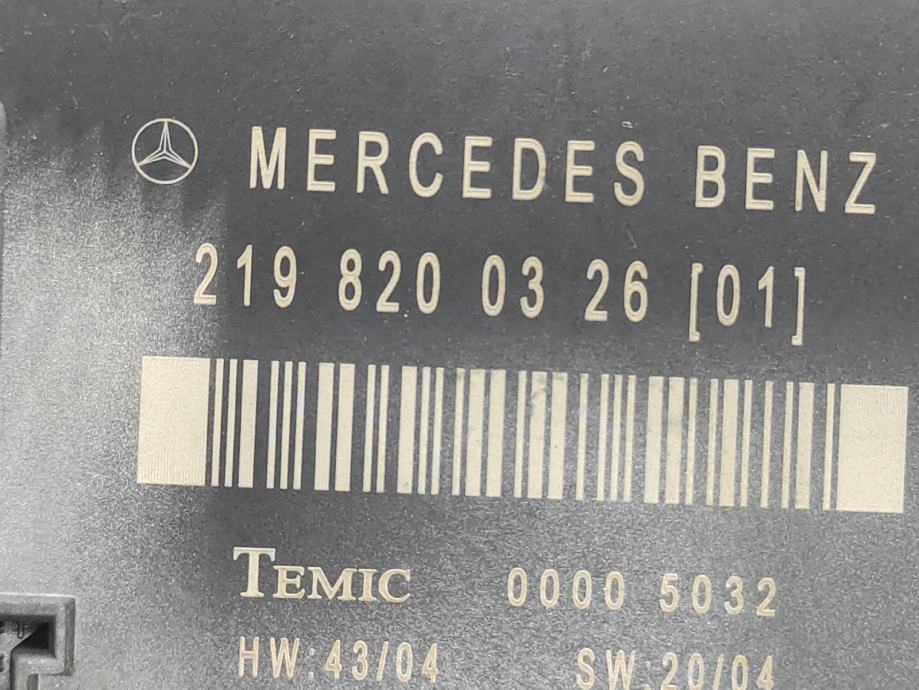 MERCEDES BENZ
219 820 03 26 [01]
TEMIC 0000 5032
HW:43/04 SW:20/04